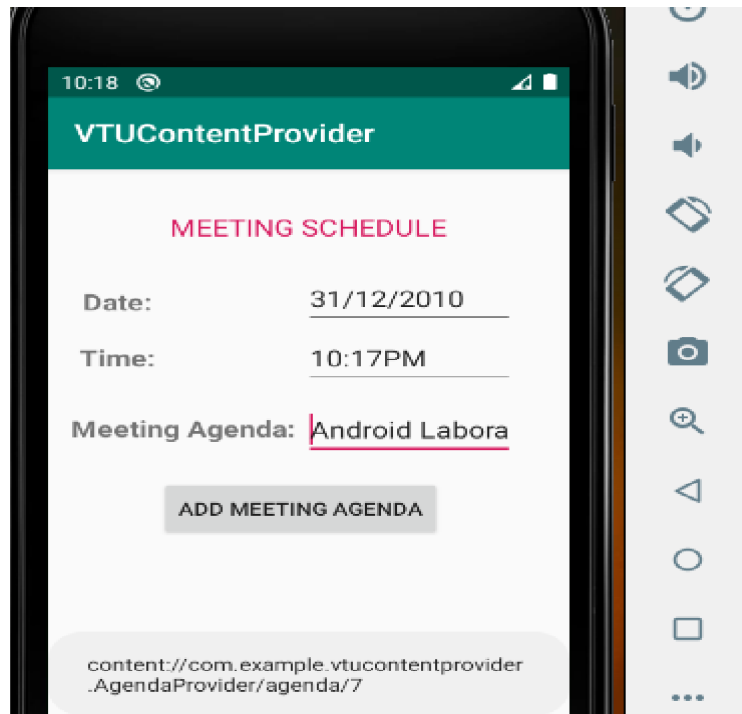 10:18
VTUContentProvider
MEETING SCHEDULE
Date: 31/12/2010
Time: 10:17PM
Meeting Agenda: Android Labora
ADD MEETING AGENDA
content://com.example.vtucontentprovider
.AgendaProvider/agenda/7